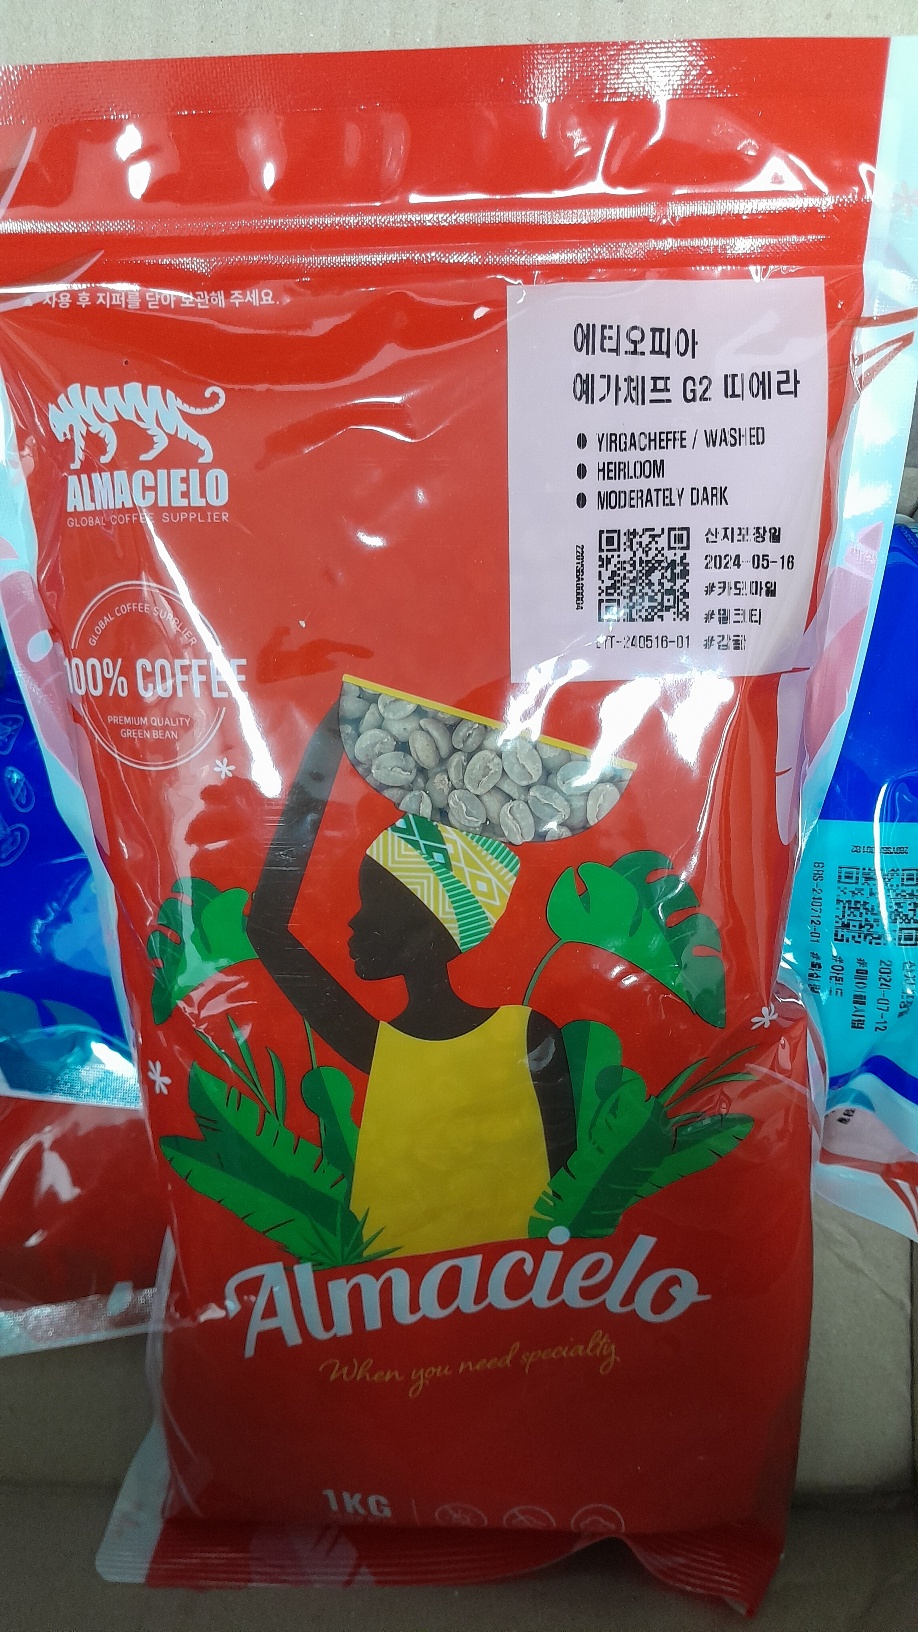 사용 후 지퍼를 닫아 보관해 주세요.
ALMACIELO
GLOBAL COFFEE SUPPLIER
GLOBAL COFFEE SUPPLIER
100% COFFEE
PREMIUM QUALITY
GREEN BEAN
에티오피아
예가체프 G2 띠에라
YIRGACHEFFE / WASHED
HEIRLOOM
MODERATELY DARK
산지포장일
2024-05-16
#카도마일
#밀크티
#감귤
-240516-01
Almacielo
When you need specialty
1KG